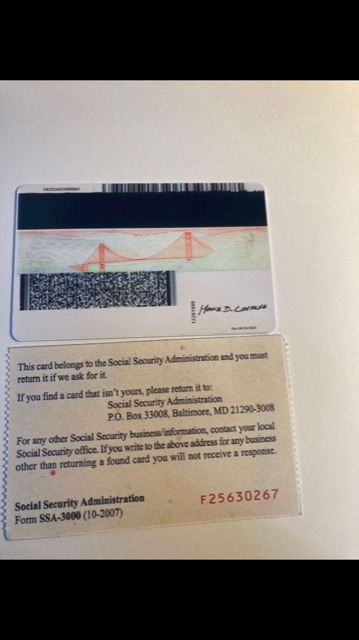 This card belongs to the Social Security Administration and you must
return it if we ask for it.
If you find a card that isn't yours, please return it to:
Social Security Administration
P.O. Box 33008, Baltimore, MD 21290-3008
For any other Social Security business/information, contact your local
Social Security office. If you write to the above address for any business
other than returning a found card you will not receive a response.
Social Security Administration
Form SSA-3000 (10-2007)
F25630267